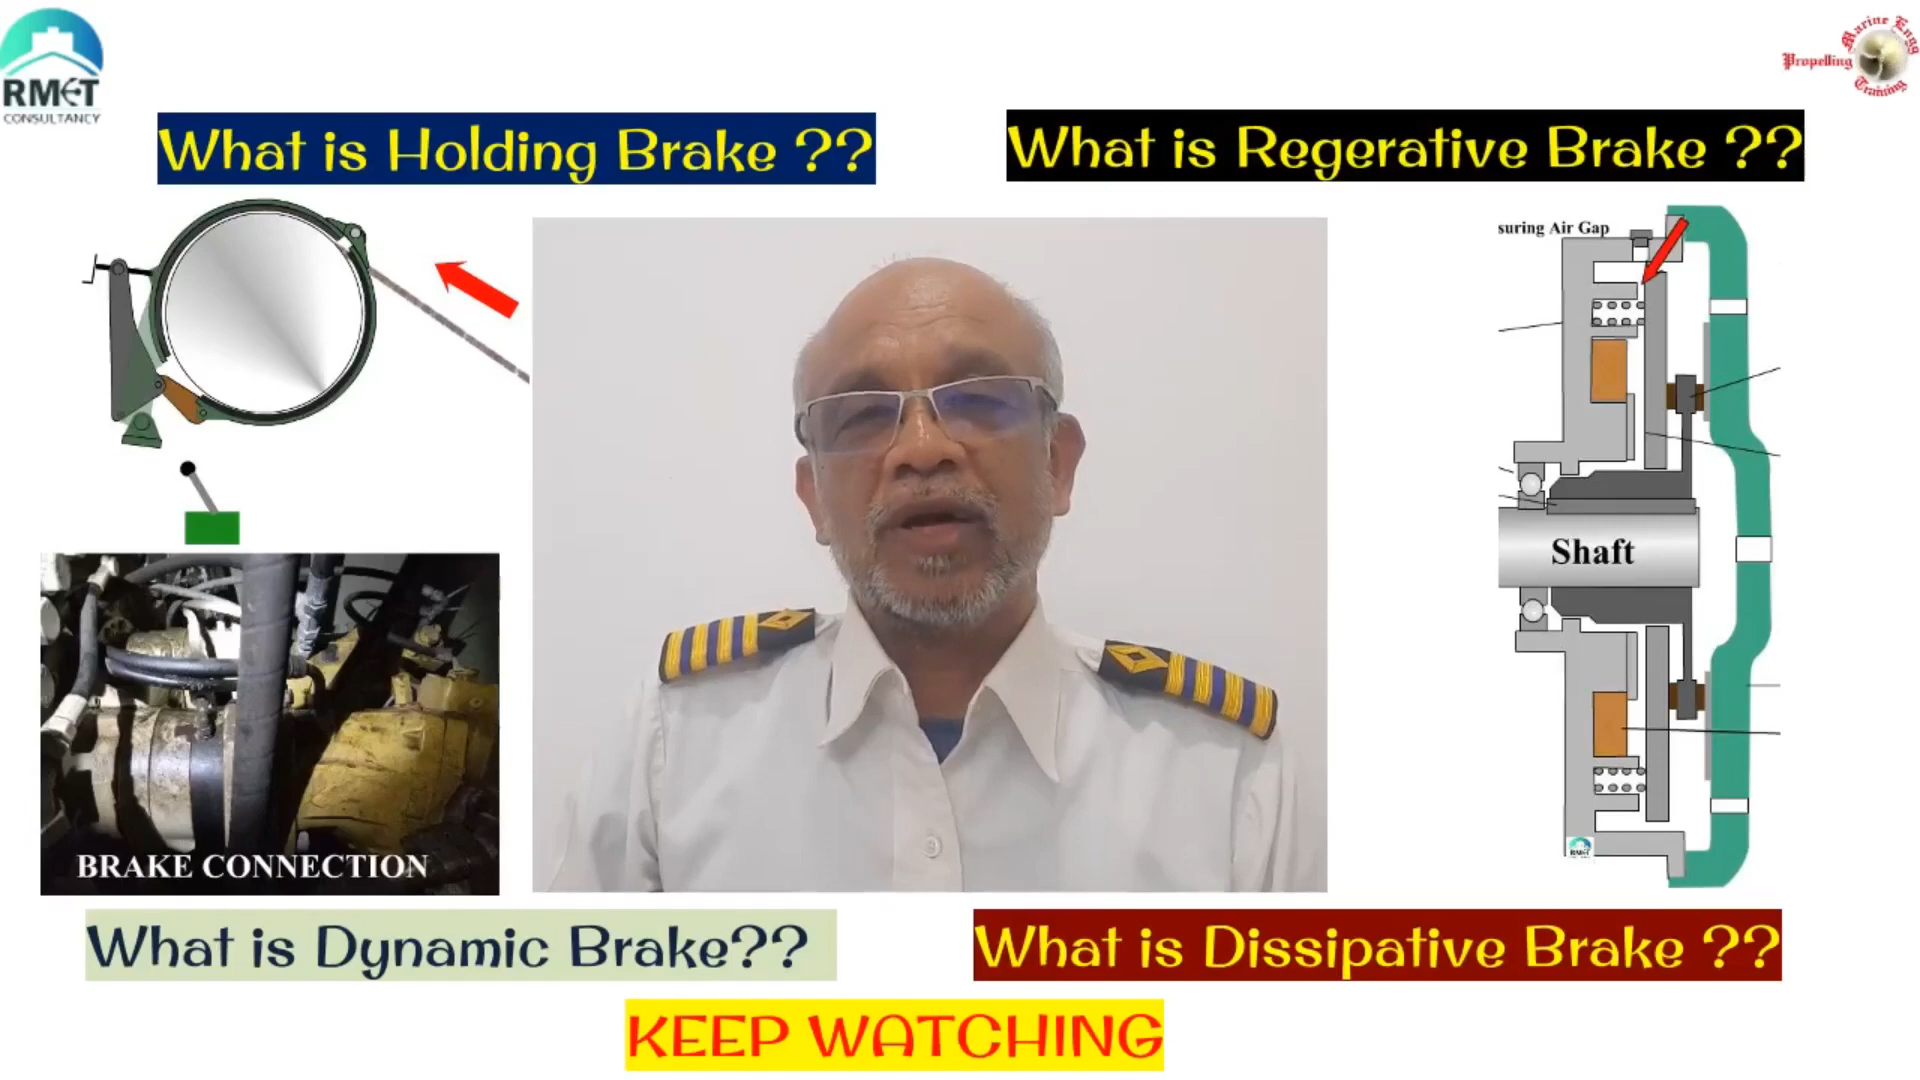 RMET
CONSULTANCY
Marine Engg
Propelling
Training
What is Holding Brake ??
What is Regerative Brake ??
suring Air Gap
Shaft
BRAKE CONNECTION
What is Dynamic Brake??
What is Dissipative Brake ??
KEEP WATCHING